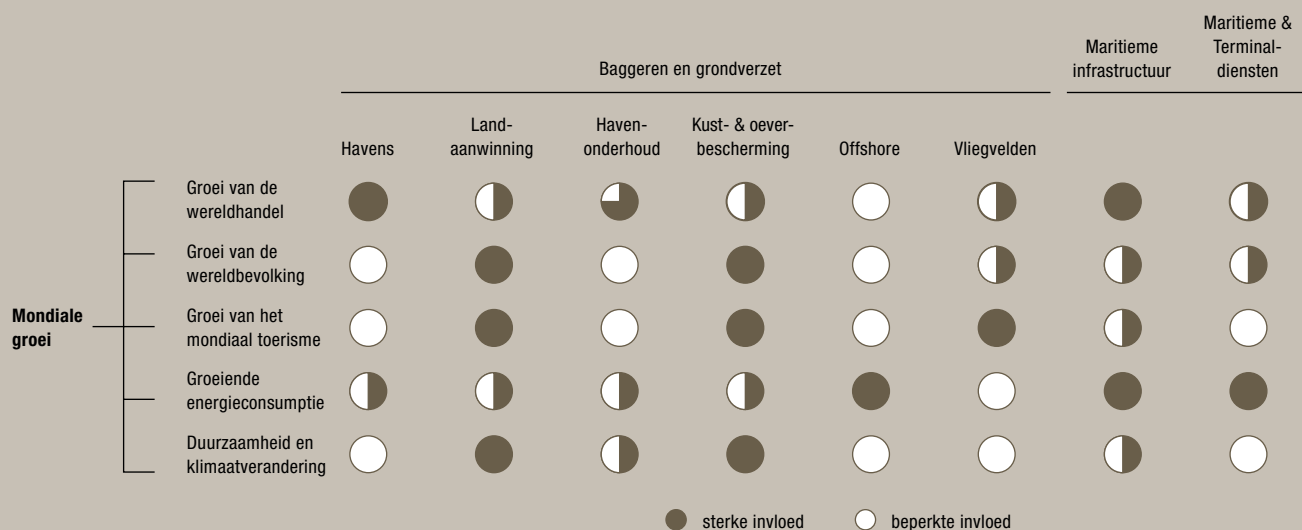 Maritieme &
Maritieme
Terminal-
Baggeren en grondverzet
infrastructuur
diensten
Land-
Haven-
Kust- & oever-
Havens
aanwinning
onderhoud
bescherming
Offshore
Vliegvelden
Groei van de
wereldhandel
Groei van de
wereldbevolking
Mondiale
groei
Groei van het
mondiaal toerisme
Groeiende
energieconsumptie
Duurzaamheid en
klimaatverandering
sterke invloed
beperkte invloed